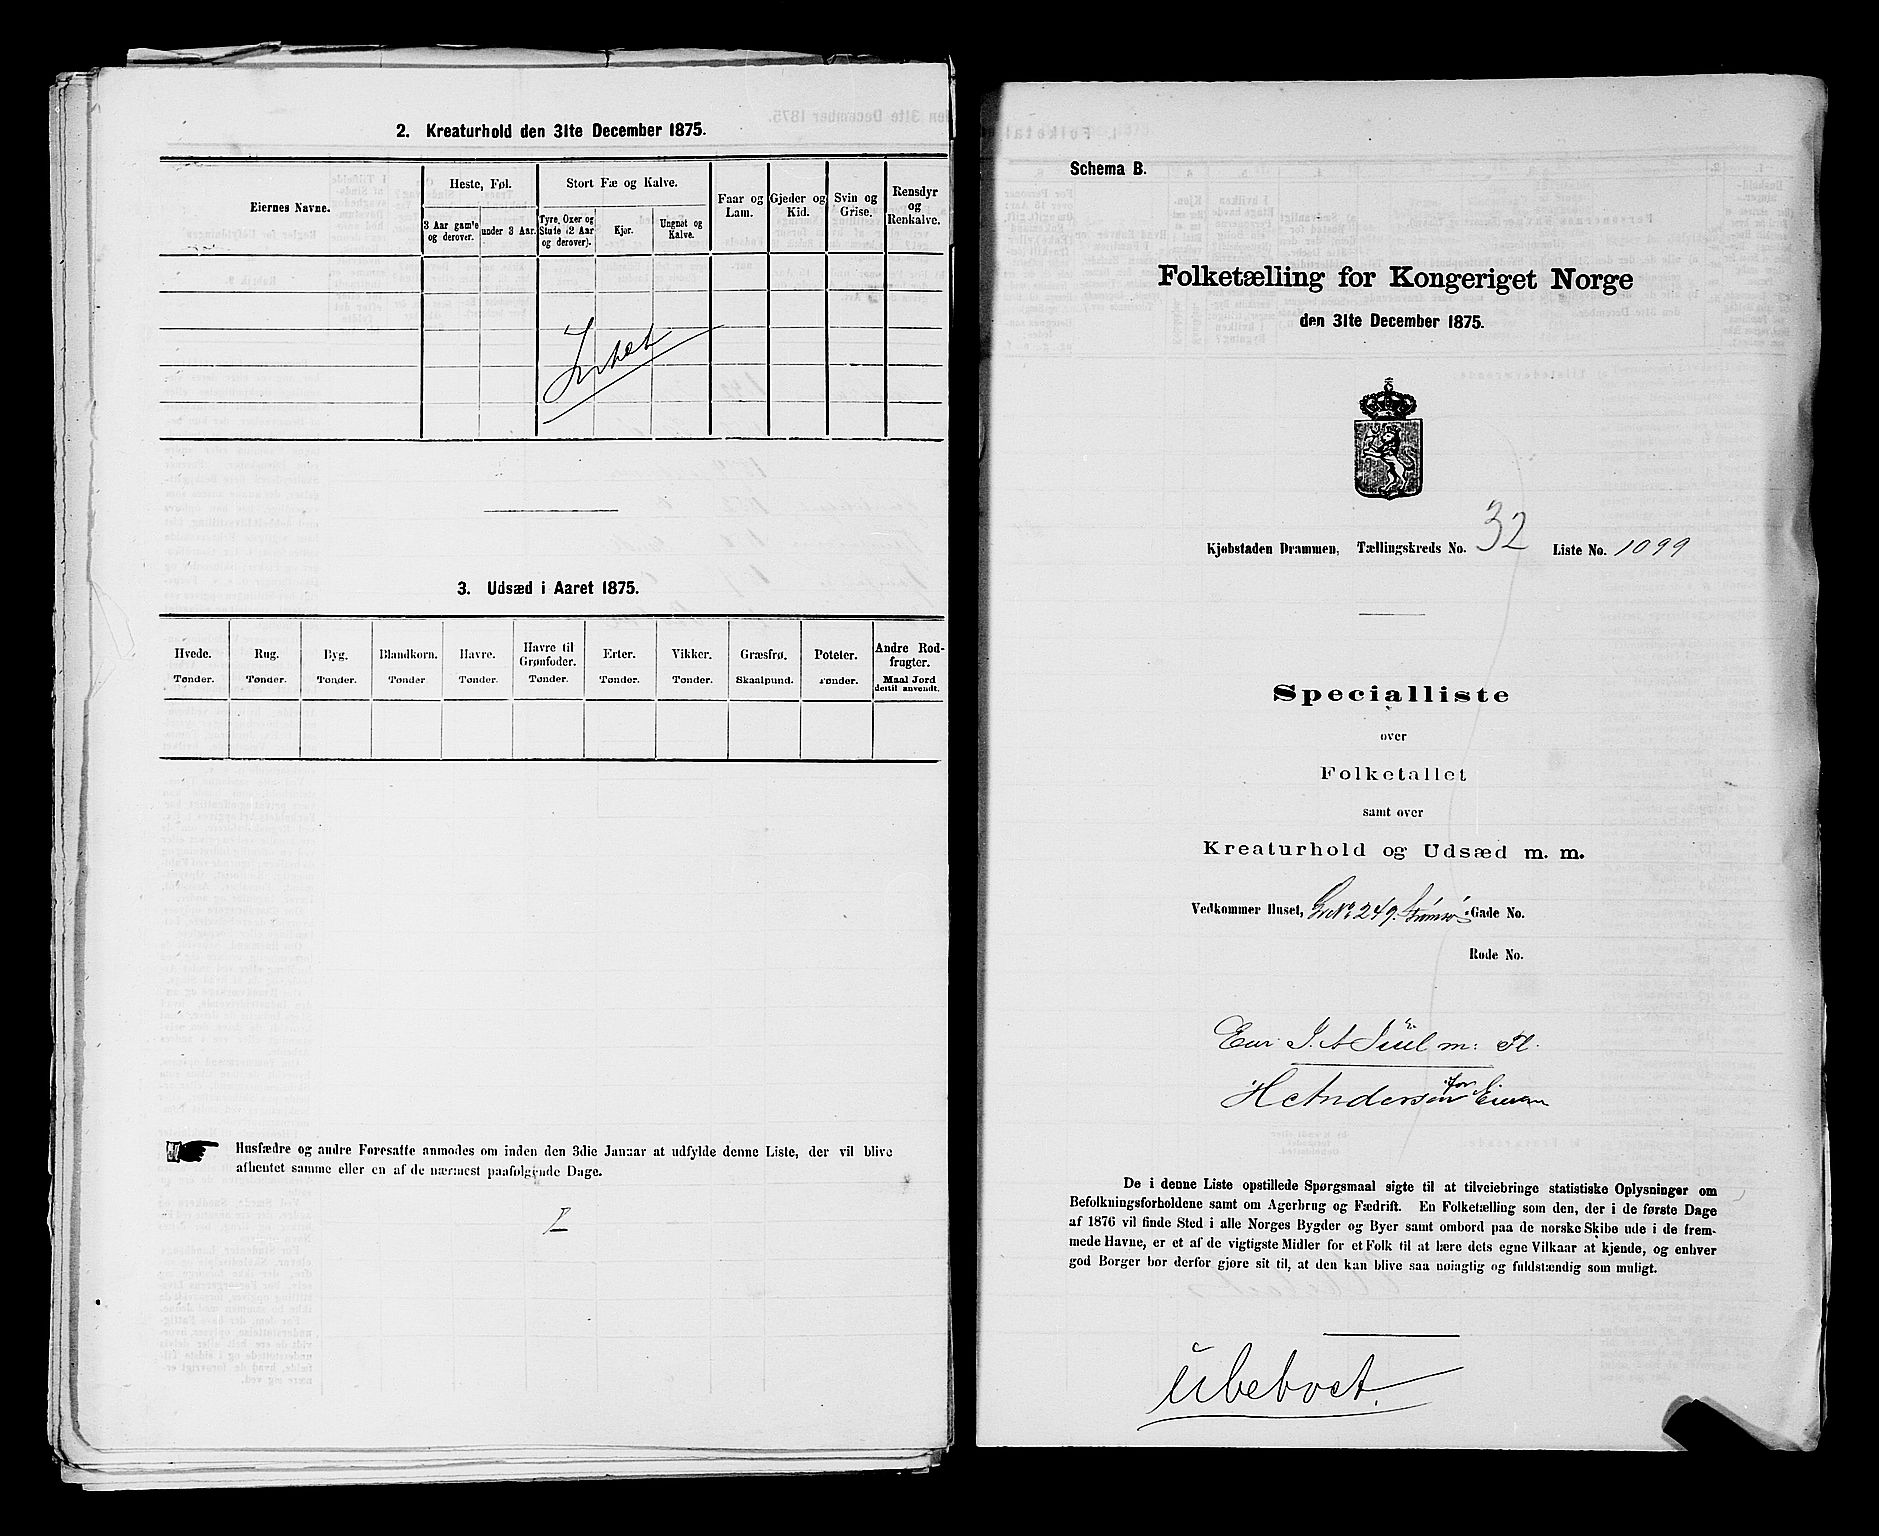 2. Kreaturhold den 31te December 1875.
Eiernes Navne.
Heste, Føl.
Stort Fæ og Kalve.
Faar og Lam.
Gjeder og Kid.
Svin og Grise.
Rensdyr og Renkalve.
3 Aar gamle og derover.
under 3 Aar.
Tyre, Oxer og Stute (2 Aar og derover).
Kjør.
Ungnøt og Kalve.
Intet
3. Udsæd i Aaret 1875.
Hvede. Tønder.
Rug. Tønder.
Byg. Tønder.
Blandkorn. Tønder
Havre. Tønder.
Havre til Grønfoder. Tønder.
Erter. Tønder.
Vikker. Tønder.
Græsfrø. Skaalpund.
Poteter. Tønder.
Andre Rodfrugter. Maal Jord dertil anvendt.
Husfædre og andre Foresatte anmodes om inden den 3die Januar at udfylde denne Liste, der vil blive
afhentet samme eller en af de nærmest paafølgende Dage.
Schema B.
Folketælling for Kongeriget Norge
den 31te December 1875.
Kjøbstaden Drammen, Tællingskreds No. 32 Liste No. 1099
Specialliste
over
Folketallet
samt over
Kreaturhold og Udsæd m. m.
Vedkommer Huset, 249. Strømsø Gade No.
Rode No.
Eier I. A Juel
H Andersen for Eieren
De i denne Liste opstillede Spørgsmaal sigte til at tilveiebringe statistiske Oplysninger om
Befolkningsforholdene samt om Agerbrug og Fædrift. En Folketælling som den, der i de første Dage
af 1876 vil finde Sted i alle Norges Bygder og Byer samt ombord paa de norske Skibe ude i de frem-
mede Havne, er et af de vigtigste Midler for et Folk til at lære dets egne Vilkaar at kjende, og enhver
god Borger bør derfor gjøre sit til, at den kan blive saa nøiagtig og fuldstændig som muligt.
Ubeboet.